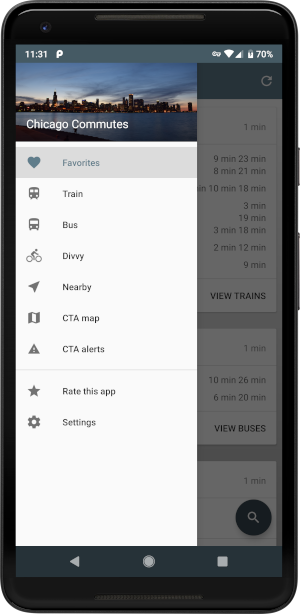 11:31 P 70%
Chicago Commutes
Favorites
Train
Bus
Divvy
Nearby
CTA map
CTA alerts
Rate this app
Settings
1 min
9 min 23 min
8 min 21 min
min 10 min 18 min
3 min
19 min
3 min 18 min
2 min 12 min
9 min
VIEW TRAINS
1 min
10 min 26 min
6 min 20 min
VIEW BUSES
1 min